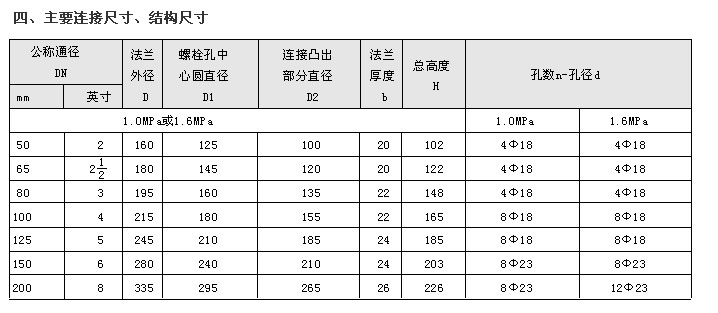 四、主要连接尺寸、结构尺寸
公称通径 DN 法兰外径 D 螺栓孔中心圆直径 D1 连接凸出部分直径 D2 法兰厚度 b 总高度 H 孔数n-孔径d
mm 英寸
1.0MPa或1.6MPa 1.0MPa 1.6MPa
50 2 160 125 100 20 102 4Φ18 4Φ18
65 2 1/2 180 145 120 20 122 4Φ18 4Φ18
80 3 195 160 135 22 148 4Φ18 4Φ18
100 4 215 180 155 22 165 8Φ18 8Φ18
125 5 245 210 185 24 185 8Φ18 8Φ18
150 6 280 240 210 24 203 8Φ23 8Φ23
200 8 335 295 265 26 226 8Φ23 12Φ23